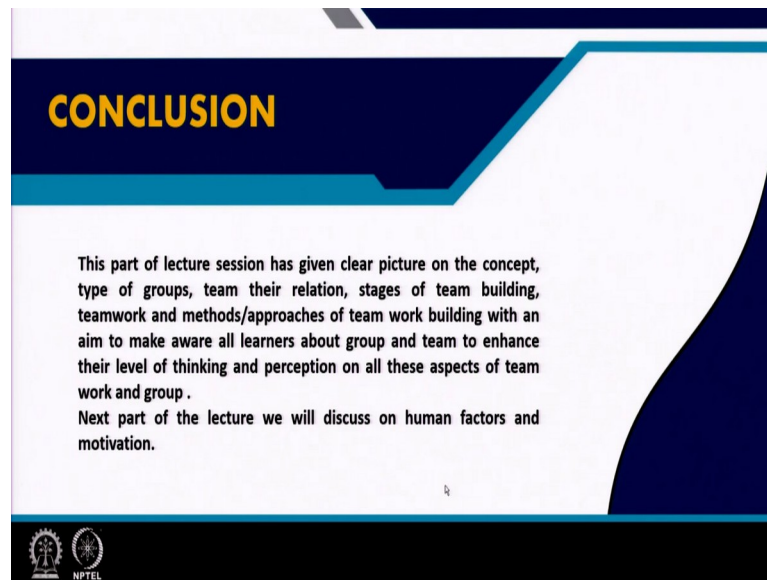 CONCLUSION
This part of lecture session has given clear picture on the concept,
type of groups, team their relation, stages of team building,
teamwork and methods/approaches of team work building with an
aim to make aware all learners about group and team to enhance
their level of thinking and perception on all these aspects of team
work and group .
Next part of the lecture we will discuss on human factors and
motivation.
NPTEL